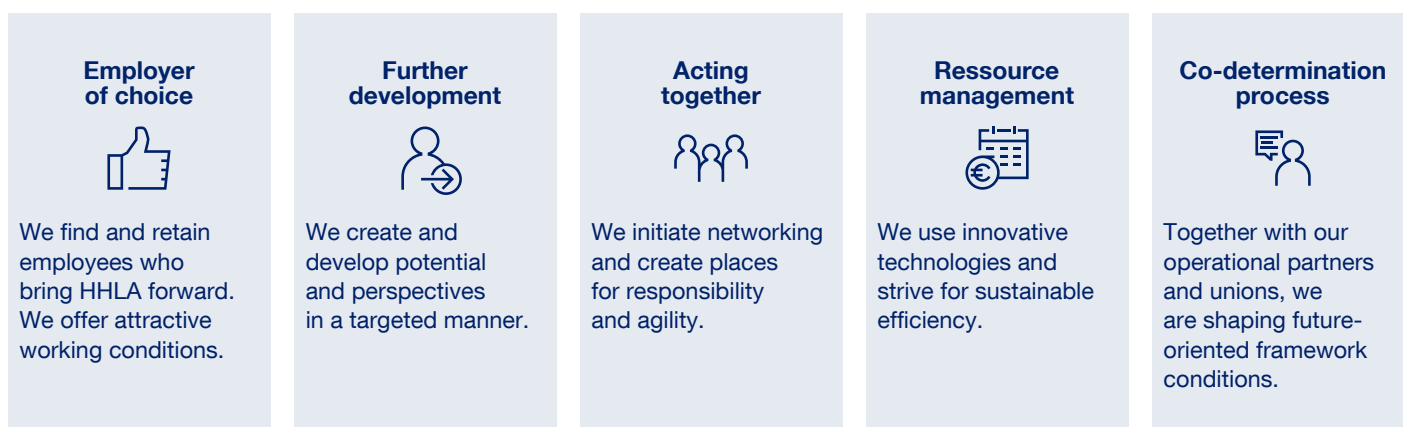 Employer
of choice
We find and retain
employees who
bring HHLA forward.
We offer attractive
working conditions.
Further
development
We create and
develop potential
and perspectives
in a targeted manner.
Acting
together
We initiate networking
and create places
for responsibility
and agility.
Ressource
management
€
We use innovative
technologies and
strive for sustainable
efficiency.
Co-determination
process
Together with our
operational partners
and unions, we
are shaping future-
oriented framework
conditions.